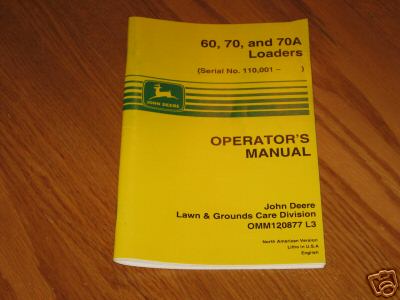 60, 70, and 70A
Loaders
(Serial No. 110,001 – )
JOHN DEERE
OPERATOR'S
MANUAL
John Deere
Lawn & Grounds Care Division
OMM120877 L3
North American Version
Litho in U.S.A
English